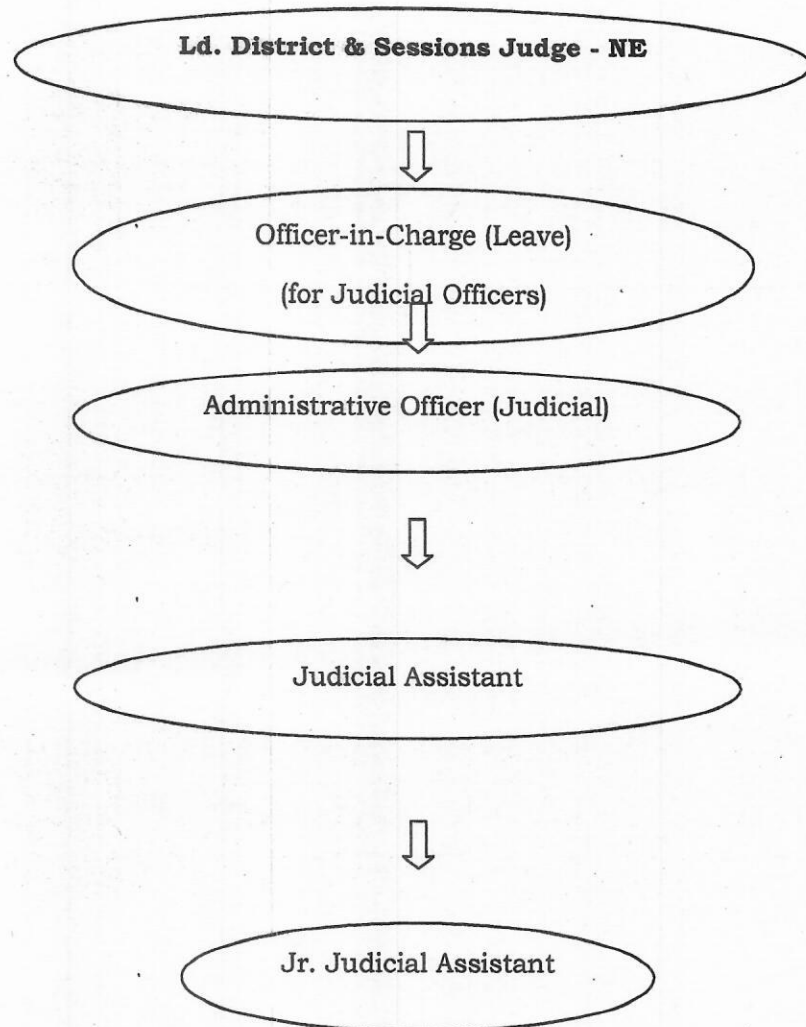 Ld. District & Sessions Judge - NE
Officer-in-Charge (Leave)
(for Judicial Officers)
Administrative Officer (Judicial)
Judicial Assistant
Jr. Judicial Assistant